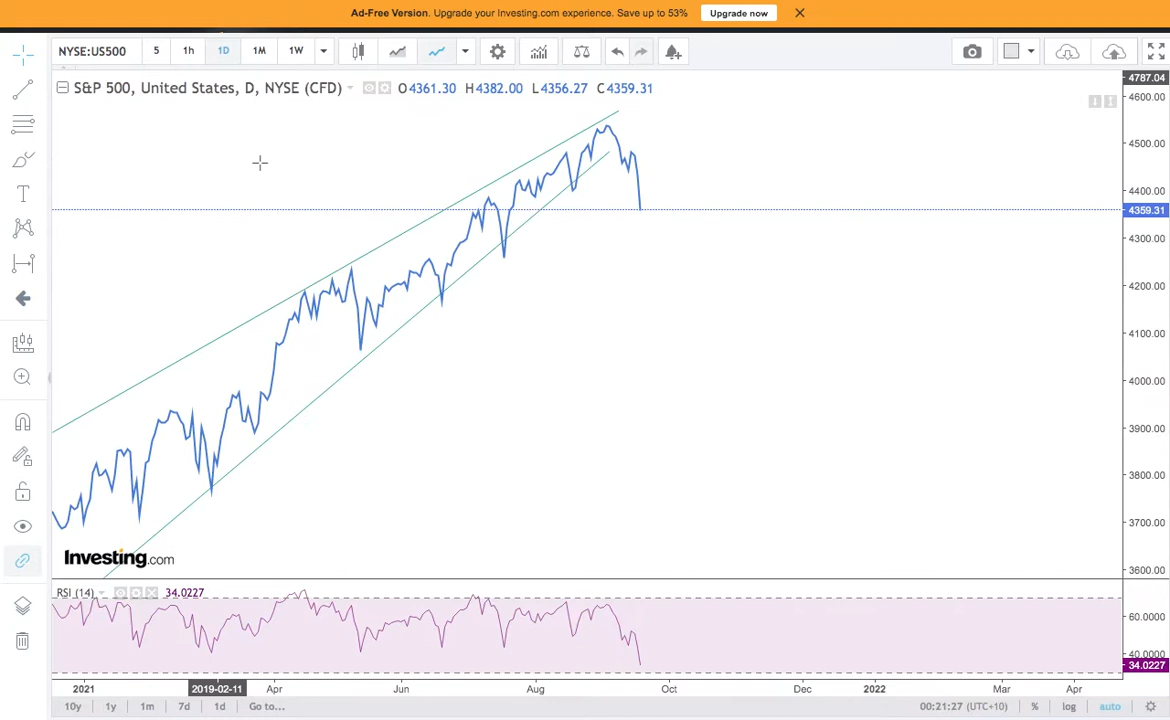 Ad-Free Version. Upgrade your Investing.com experience. Save up to 53% Upgrade now
NYSE:US500 5 1h 1D 1M 1W
S&P 500, United States, D, NYSE (CFD) O4361.30 H4382.00 L4356.27 C4359.31
4787.04
4600.00
4500.00
4400.00
4359.31
4300.00
4200.00
4100.00
4000.00
3900.00
3800.00
3700.00
3600.00
Investing.com
RSI (14) 34.0227
60.0000
40.0000
34.0227
2021 2019-02-11 Apr Jun Aug Oct Dec 2022 Mar Apr
10y 1y 1m 7d 1d Go to... 00:21:27 (UTC+10) % log auto